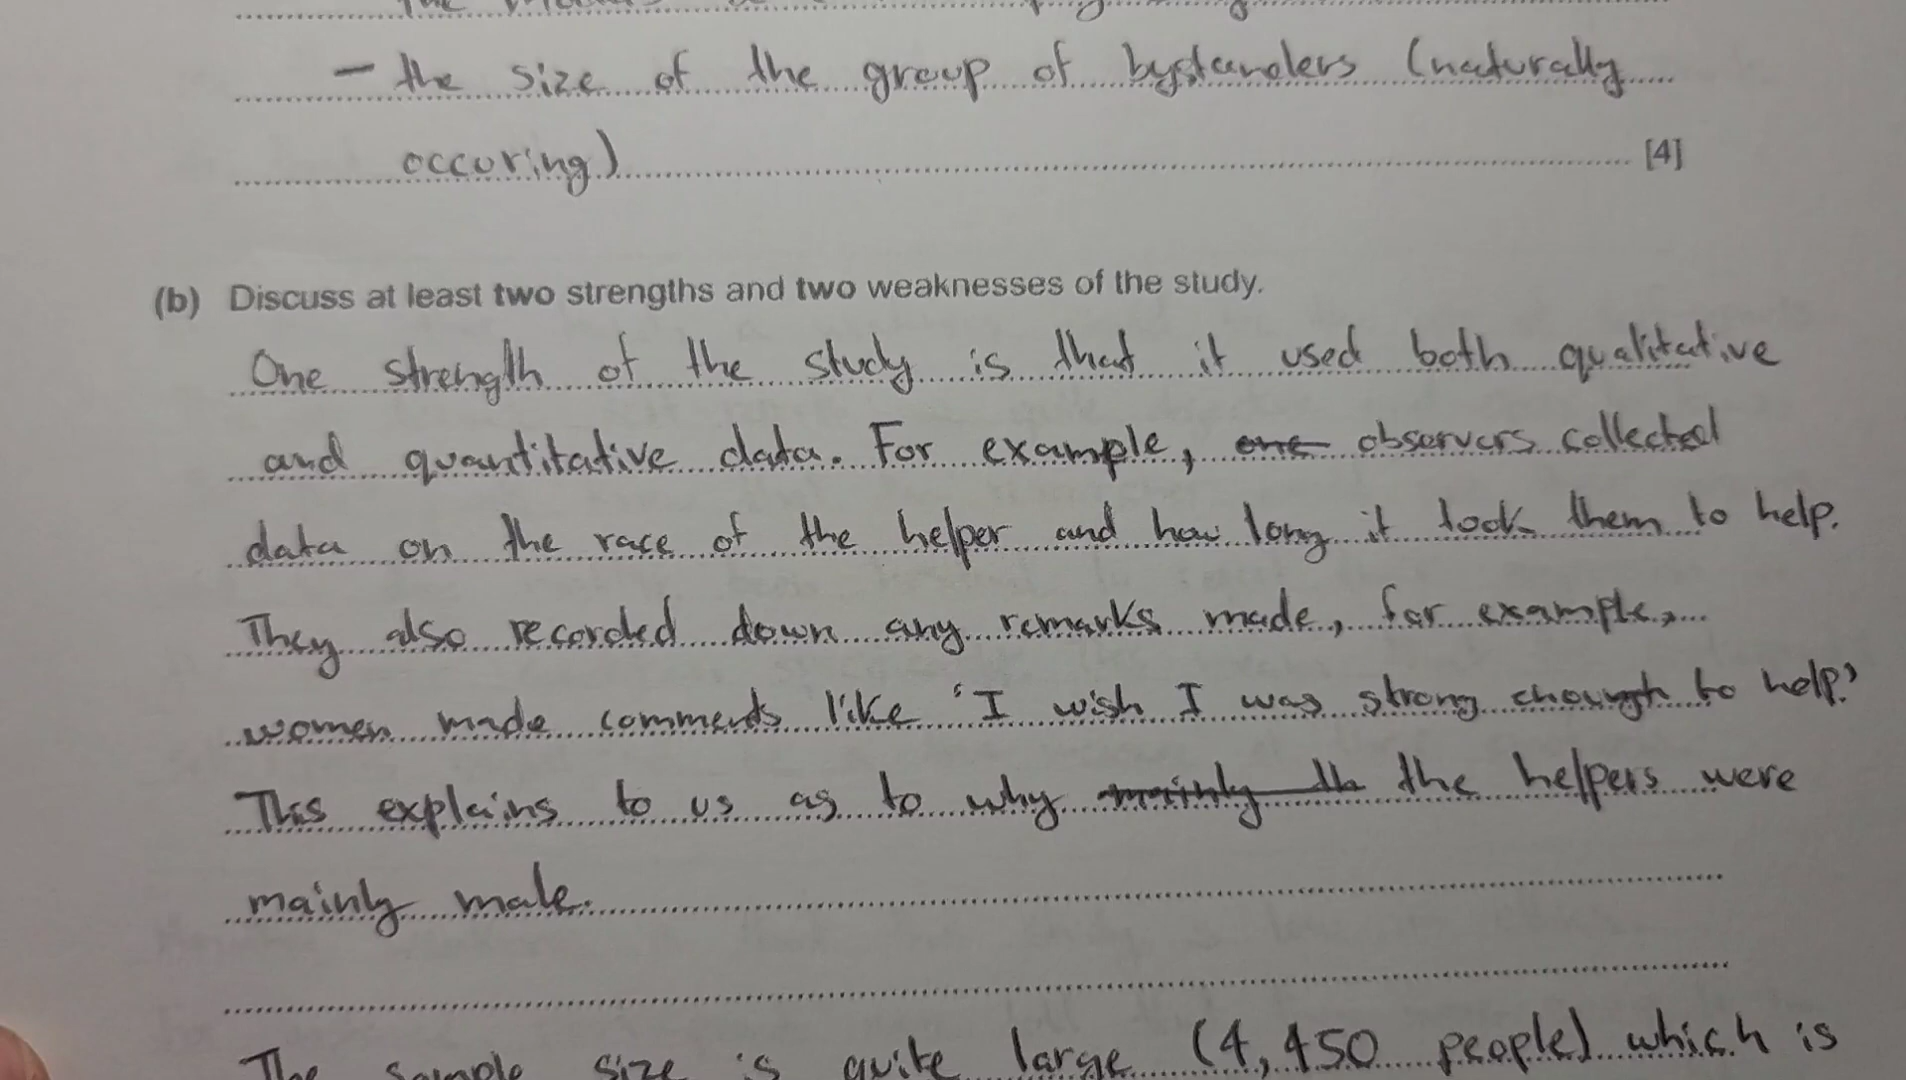 - the size of the group of bystanders (naturally
occuring) [4]
(b) Discuss at least two strengths and two weaknesses of the study.
One strength of the study is that it used both qualitative
and quantitative data. For example, one observers collected
data on the race of the helper and how long it took them to help.
They also recorded down any remarks made, for example,
women made comments like 'I wish I was strong enough to help.'
This explains to us as to why mainly th the helpers were
mainly male.
The sample size is quite large (4,450 people) which is